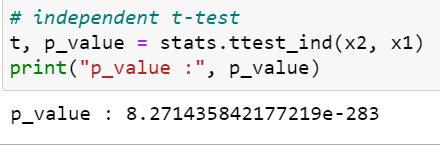 # independent t-test
t, p_value = stats.ttest_ind(x2, x1)
print("p_value :", p_value)
p_value : 8.271435842177219e-283